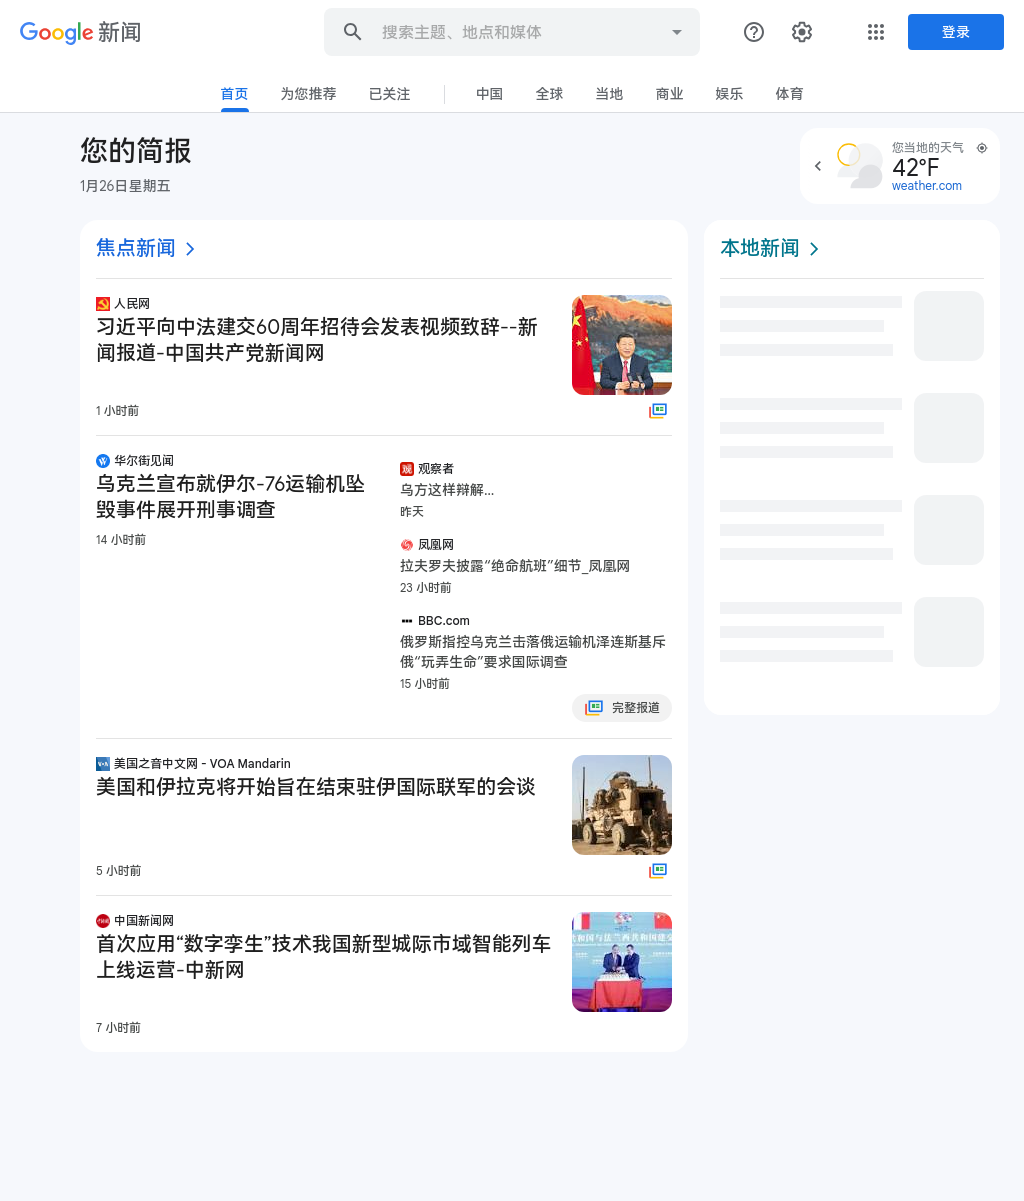 Google 新闻
搜索主题、地点和媒体
登录
首页
为您推荐
已关注
中国
全球
当地
商业
娱乐
体育
您的简报
1月26日星期五
您当地的天气
42°F
weather.com
焦点新闻
人民网
习近平向中法建交60周年招待会发表视频致辞--新
闻报道-中国共产党新闻网
1 小时前
华尔街见闻
乌克兰宣布就伊尔-76运输机坠
毁事件展开刑事调查
14 小时前
观察者
乌方这样辩解…
昨天
凤凰网
拉夫罗夫披露“绝命航班”细节_凤凰网
23 小时前
BBC.com
俄罗斯指控乌克兰击落俄运输机泽连斯基斥
俄“玩弄生命”要求国际调查
15 小时前
完整报道
VOA
美国之音中文网 - VOA Mandarin
美国和伊拉克将开始旨在结束驻伊国际联军的会谈
5 小时前
中国新闻网
首次应用“数字孪生”技术我国新型城际市域智能列车
上线运营-中新网
7 小时前
本地新闻